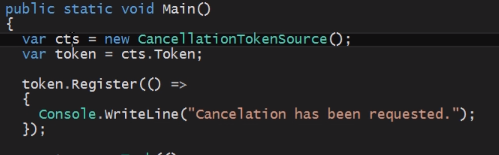 public static void Main()
{
var cts = new CancellationTokenSource();
var token = cts.Token;
token.Register(() =>
{
Console.WriteLine("Cancelation has been requested.");
});